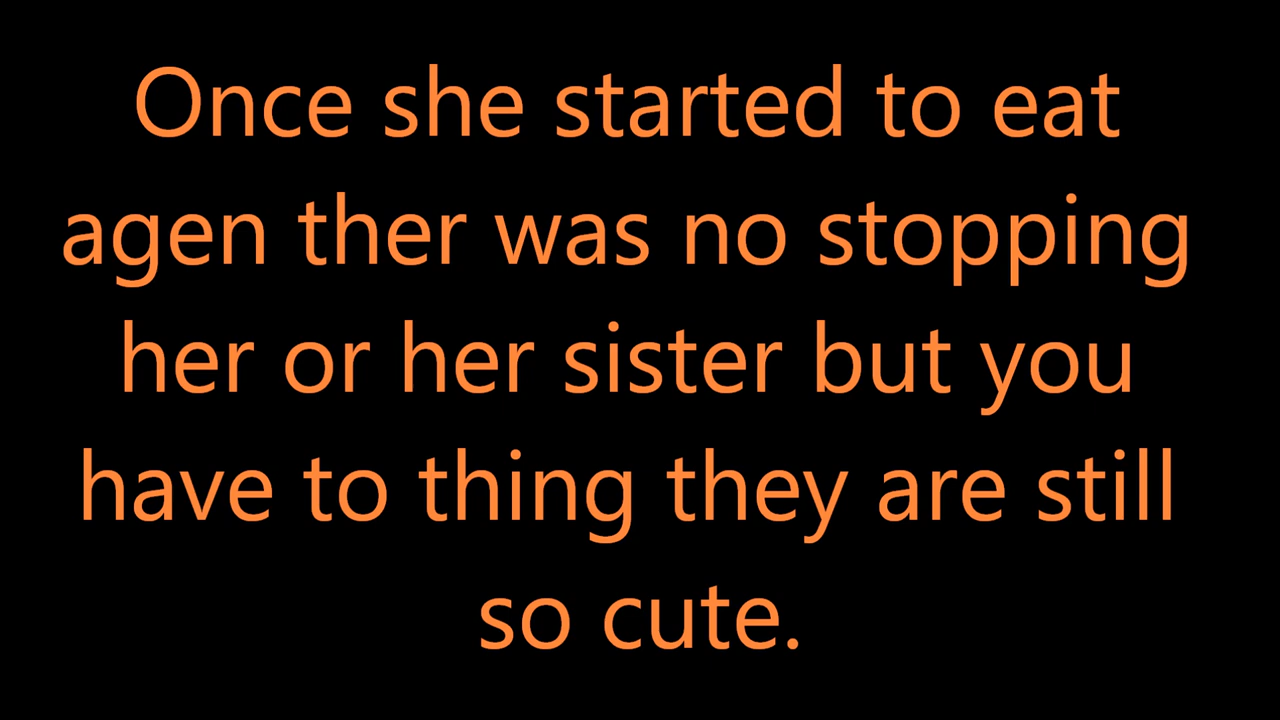 Once she started to eat
agen ther was no stopping
her or her sister but you
have to thing they are still
so cute.